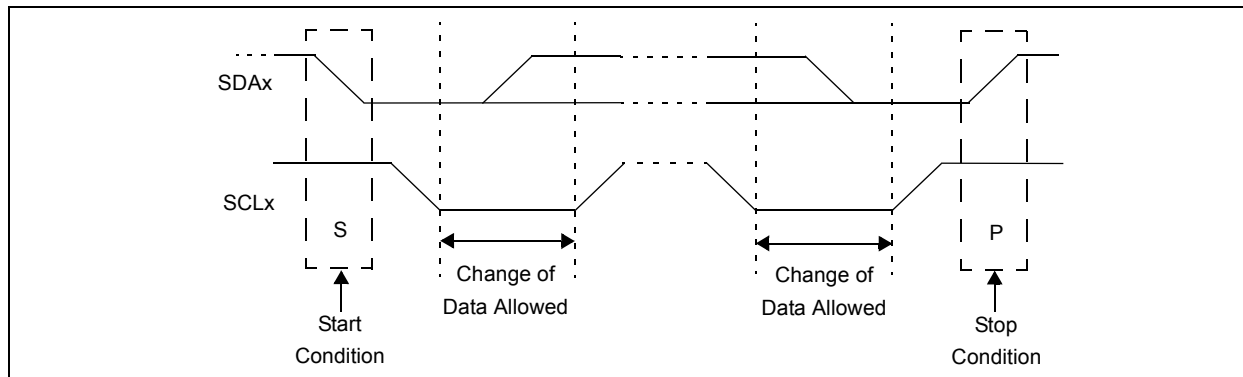 SDAx
SCLx
S
P
Change of
Data Allowed
Change of
Data Allowed
Start
Condition
Stop
Condition